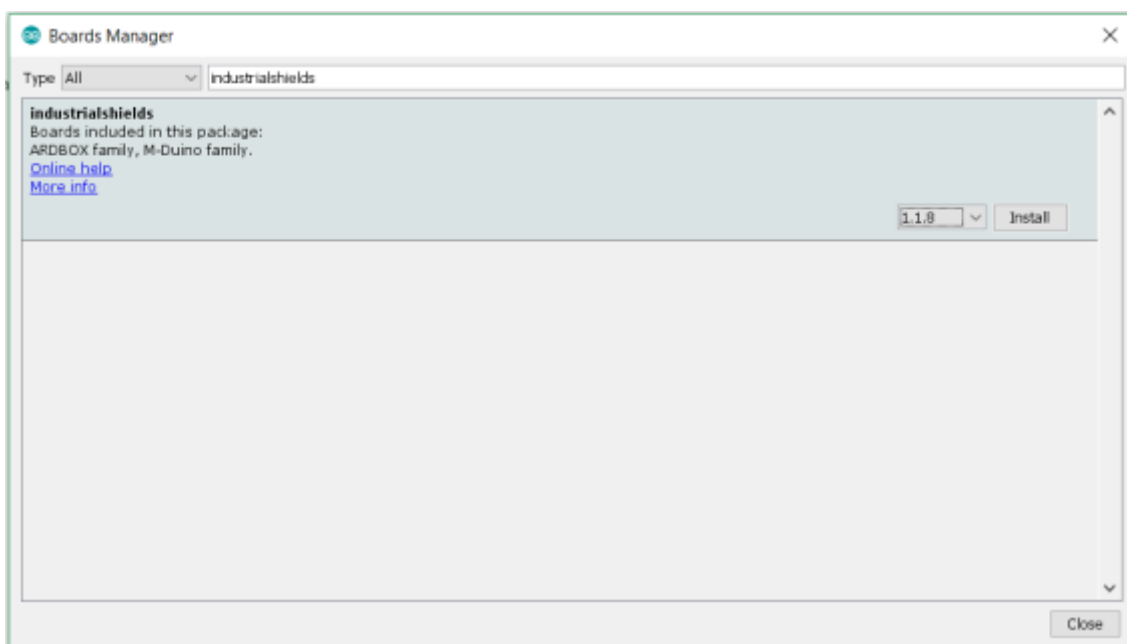 Boards Manager
Type All industrialshields
industrialshields
Boards included in this package:
ARDBOX family, M-Duino family.
Online help
More info
1.1.8 Install
Close